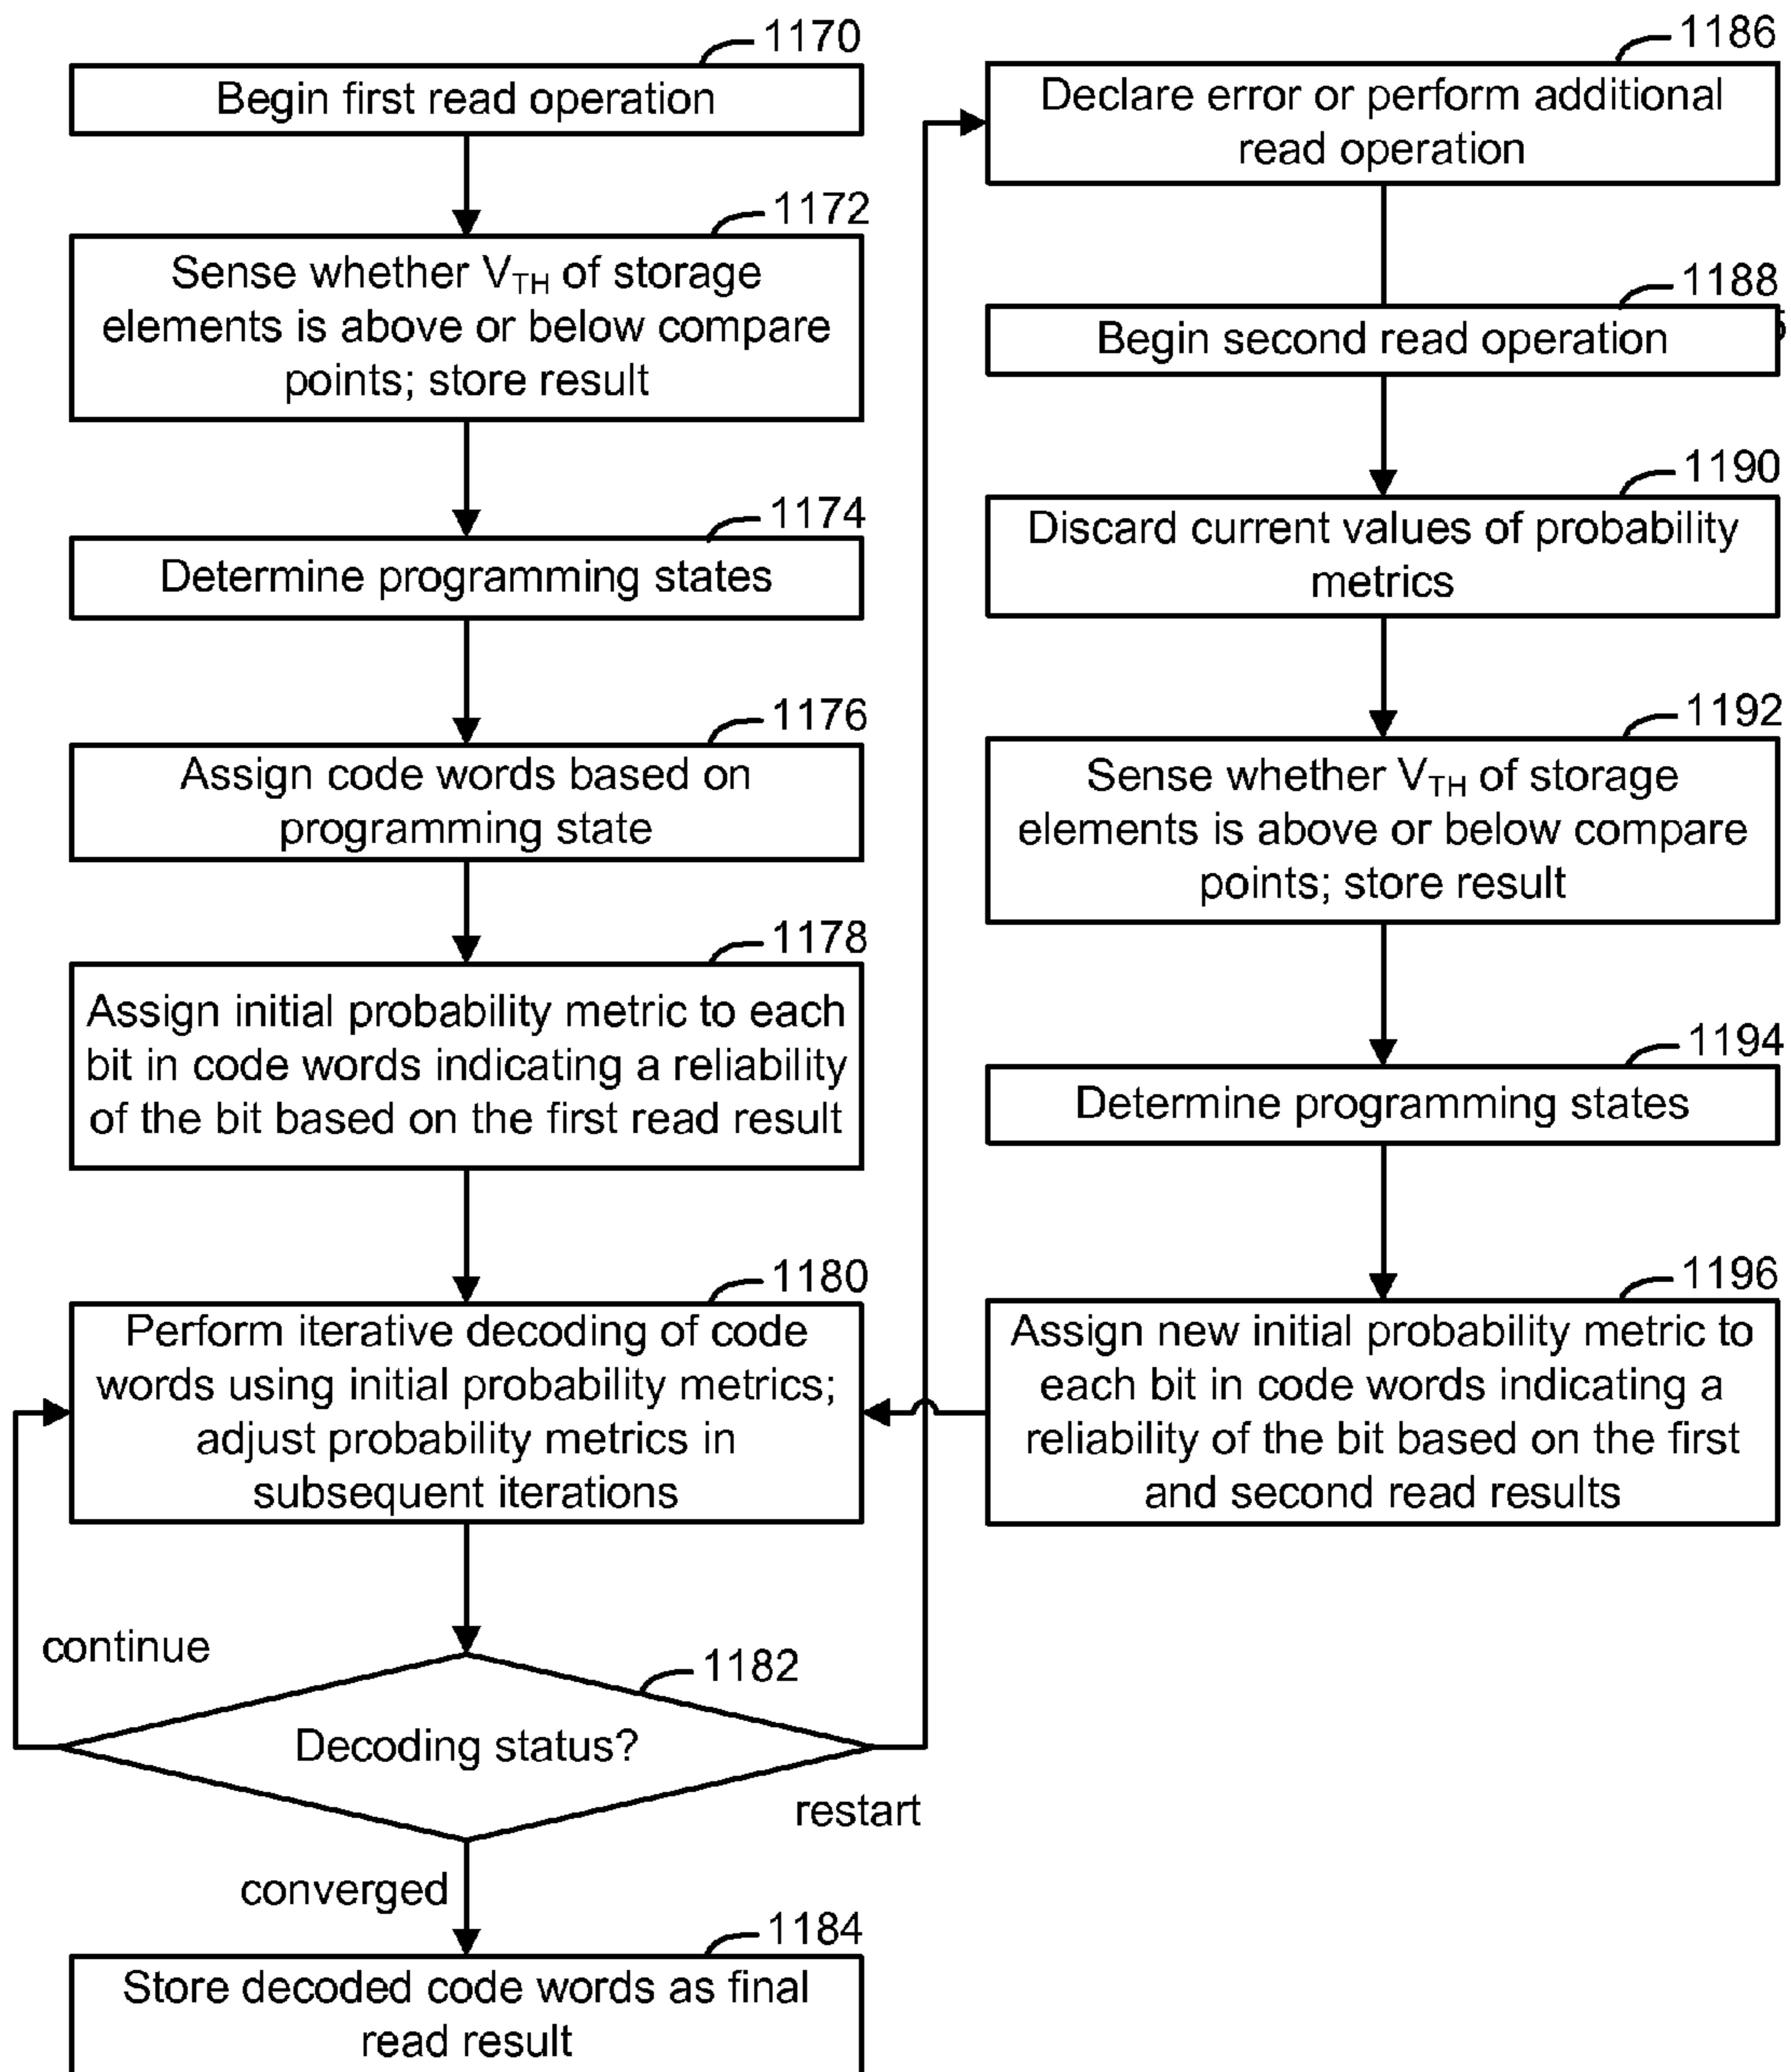 1170
Begin first read operation
1172
Sense whether VTH of storage
elements is above or below compare
points; store result
1174
Determine programming states
1176
Assign code words based on
programming state
1178
Assign initial probability metric to each
bit in code words indicating a reliability
of the bit based on the first read result
1180
Perform iterative decoding of code
words using initial probability metrics;
adjust probability metrics in
subsequent iterations
continue
1182
Decoding status?
restart
converged
1184
Store decoded code words as final
read result
1186
Declare error or perform additional
read operation
1188
Begin second read operation
1190
Discard current values of probability
metrics
1192
Sense whether VTH of storage
elements is above or below compare
points; store result
1194
Determine programming states
1196
Assign new initial probability metric to
each bit in code words indicating a
reliability of the bit based on the first
and second read results